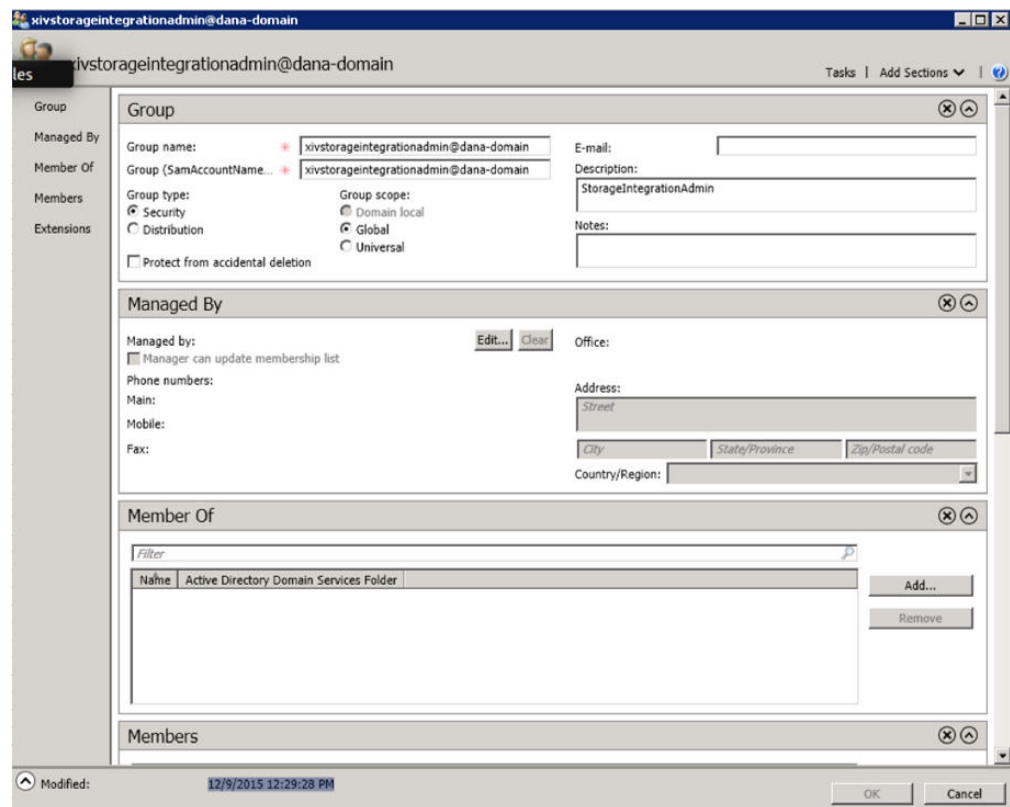 xivstorageintegrationadmin@dana-domain
xivstorageintegrationadmin@dana-domain
les
Tasks | Add Sections |
Group
Managed By
Member Of
Members
Extensions
Group
Group name: * xivstorageintegrationadmin@dana-domain
Group (SamAccountName... * xivstorageintegrationadmin@dana-domain
Group type:
Security
Distribution
Group scope:
Domain local
Global
Universal
Protect from accidental deletion
E-mail:
Description:
StorageIntegrationAdmin
Notes:
Managed By
Managed by:
Edit... Clear
Manager can update membership list
Phone numbers:
Main:
Mobile:
Fax:
Office:
Address:
Street
City State/Province Zip/Postal code
Country/Region:
Member Of
Filter
Name Active Directory Domain Services Folder
Add...
Remove
Members
Modified: 12/9/2015 12:29:28 PM
OK Cancel